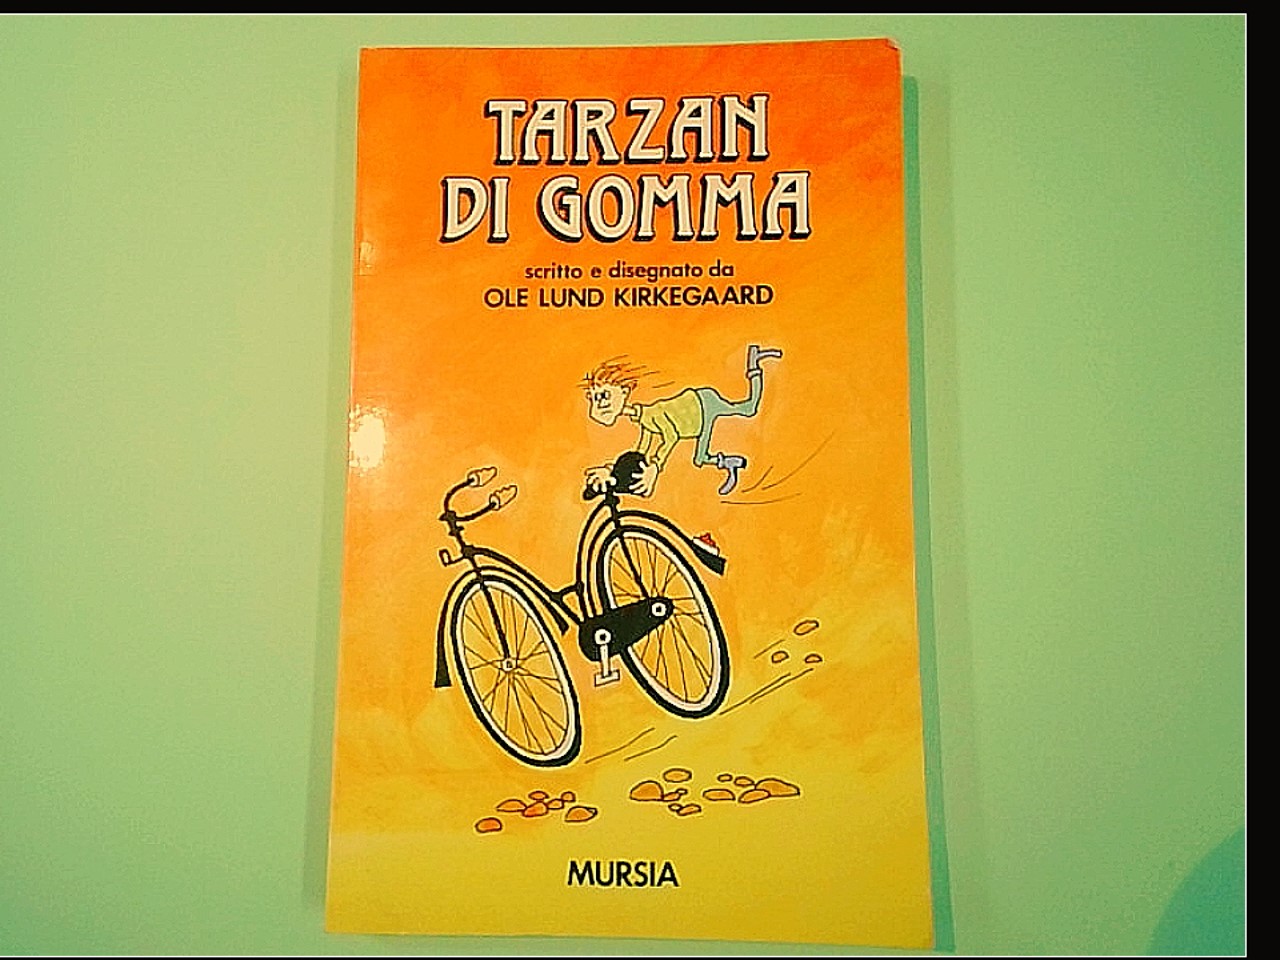 TARZAN
DI GOMMA
scritto e disegnato da
OLE LUND KIRKEGAARD
MURSIA